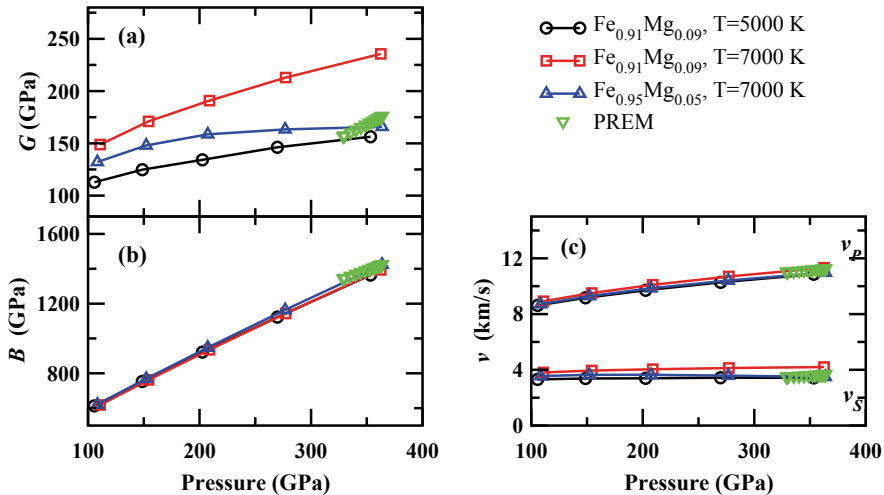 (a)
250
200
150
100
G (GPa)
(b)
1600
1200
800
B (GPa)
100 200 300 400
Pressure (GPa)
Fe0.91Mg0.09, T=5000 K
Fe0.91Mg0.09, T=7000 K
Fe0.95Mg0.05, T=7000 K
PREM
(c)
vP
12
8
4
0
v (km/s)
vS
100 200 300 400
Pressure (GPa)